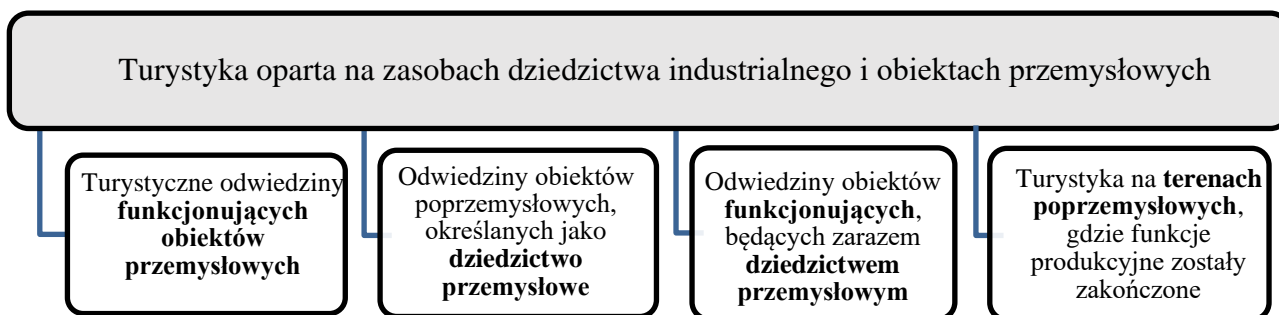 Turystyka oparta na zasobach dziedzictwa industrialnego i obiektach przemysłowych
Turystyczne odwiedziny
funkcjonujących
obiektów
przemysłowych
Odwiedziny obiektów
poprzemysłowych,
określanych jako
dziedzictwo
przemysłowe
Odwiedziny obiektów
funkcjonujących,
będących zarazem
dziedzictwem
przemysłowym
Turystyka na terenach
poprzemysłowych,
gdzie funkcje
produkcyjne zostały
zakończone